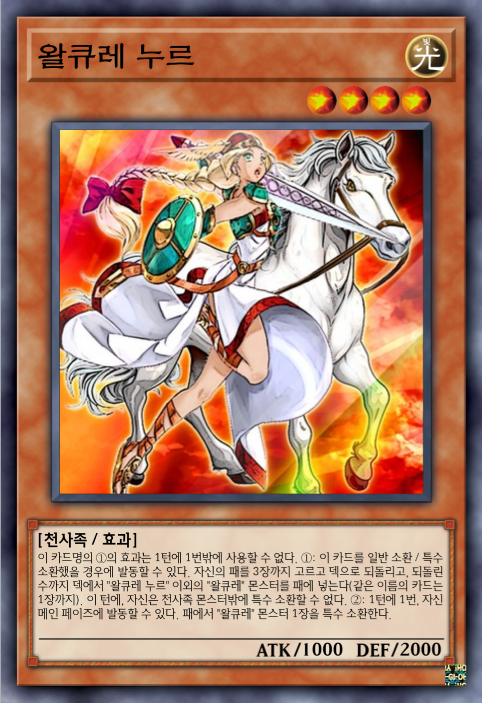 왈큐레 누르
빛
光
[천사족 / 효과]
이 카드명의 ①의 효과는 1턴에 1번밖에 사용할 수 없다. ①: 이 카드를 일반 소환 / 특수
소환했을 경우에 발동할 수 있다. 자신의 패를 3장까지 고르고 덱으로 되돌리고, 되돌린
수까지 덱에서 "왈큐레 누르" 이외의 "왈큐레" 몬스터를 패에 넣는다(같은 이름의 카드는
1장까지). 이 턴에, 자신은 천사족 몬스터밖에 특수 소환할 수 없다. ②: 1턴에 1번, 자신
메인 페이즈에 발동할 수 있다. 패에서 "왈큐레" 몬스터 1장을 특수 소환한다.
ATK/1000 DEF/2000